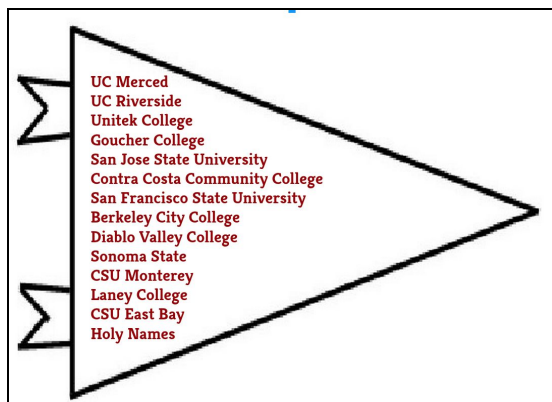 UC Merced
UC Riverside
Unitek College
Goucher College
San Jose State University
Contra Costa Community College
San Francisco State University
Berkeley City College
Diablo Valley College
Sonoma State
CSU Monterey
Laney College
CSU East Bay
Holy Names